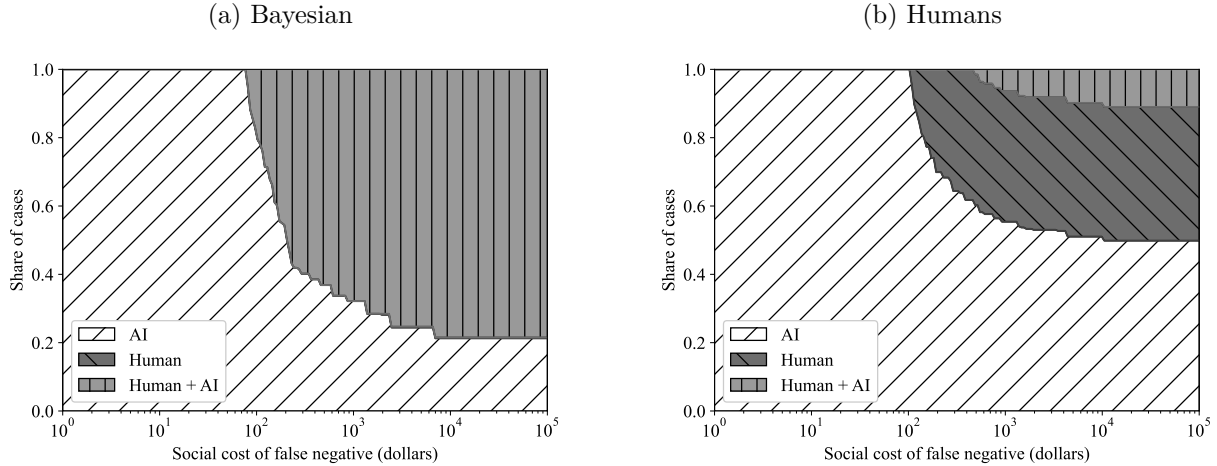 (a) Bayesian
1.0
0.8
0.6
0.4
0.2
0.0
Share of cases
AI
Human
Human + AI
10^0
10^1
10^2
10^3
10^4
10^5
Social cost of false negative (dollars)
(b) Humans
1.0
0.8
0.6
0.4
0.2
0.0
Share of cases
AI
Human
Human + AI
10^0
10^1
10^2
10^3
10^4
10^5
Social cost of false negative (dollars)